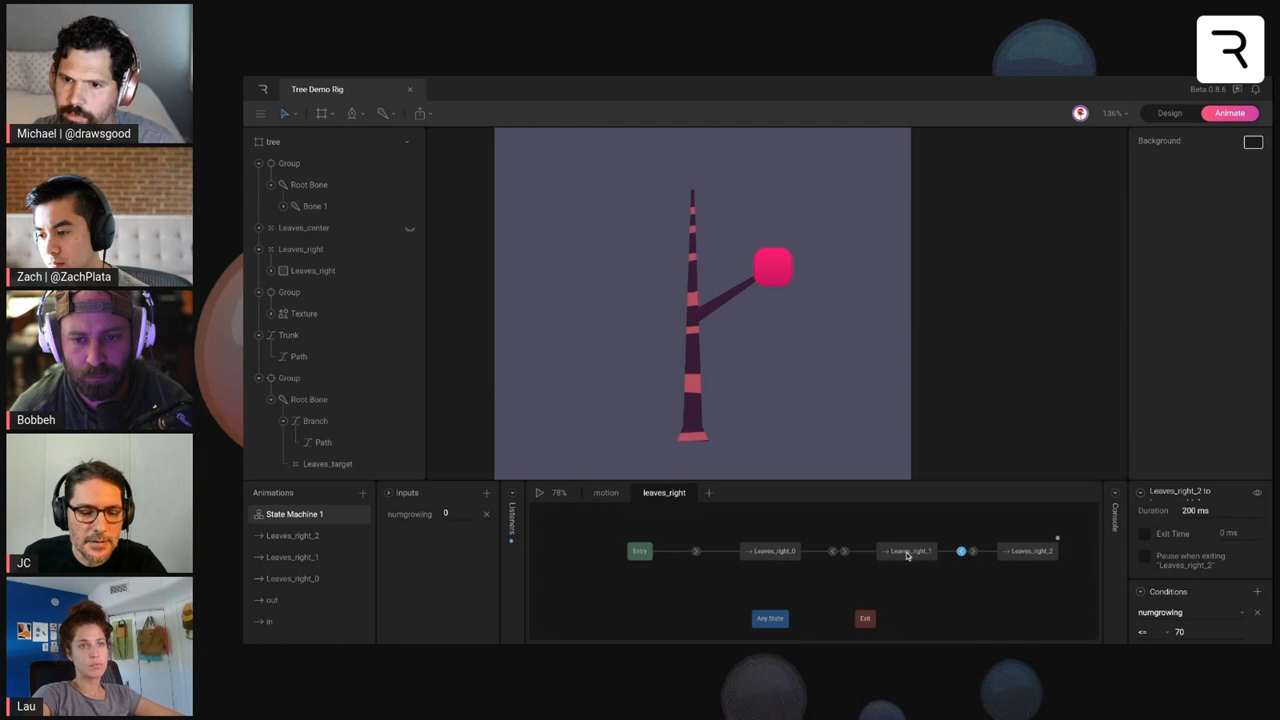 Michael | @drawsgood
Zach | @ZachPlata
Bobbeh
JC
Lau
R
Tree Demo Rig
×
Beta 0.8.6
136%
Design
Animate
tree
Group
Root Bone
Bone 1
Leaves_center
Leaves_right
Leaves_right
Group
Texture
Trunk
Path
Group
Root Bone
Branch
Path
Leaves_target
Background
Animations
State Machine 1
Leaves_right_2
Leaves_right_1
Leaves_right_0
out
in
Inputs
numgrowing 0
Listeners
78%
motion
leaves_right
Entry
Leaves_right_0
Leaves_right_1
Leaves_right_2
Any State
Exit
Console
Leaves_right_2 to
Duration 200 ms
Exit Time 0 ms
Pause when exiting
"Leaves_right_2"
Conditions
numgrowing
<= 70